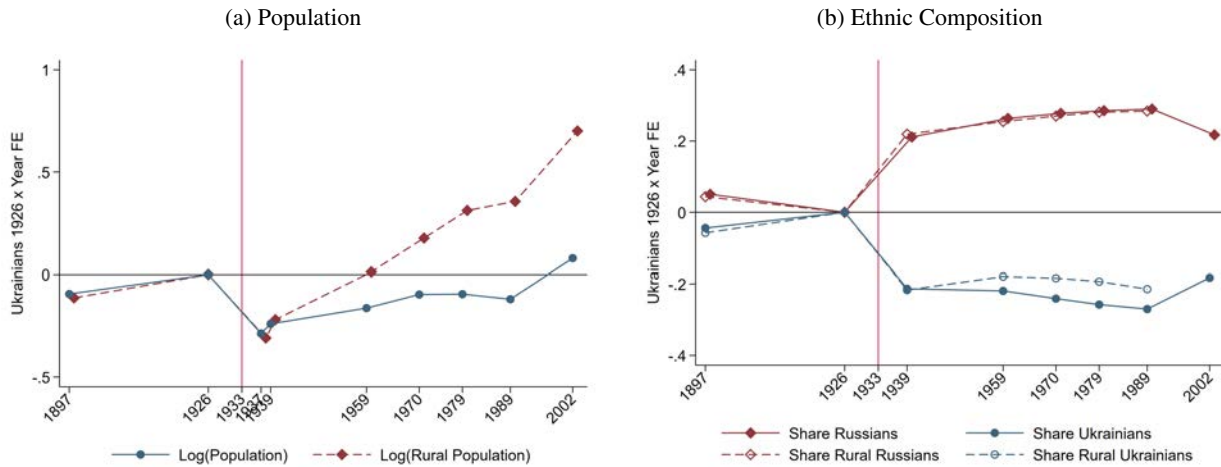 (a) Population
Ukrainians 1926 x Year FE
1
.5
0
-.5
1897
1926
1933
1937
1939
1959
1970
1979
1989
2002
Log(Population)
Log(Rural Population)
(b) Ethnic Composition
Ukrainians 1926 x Year FE
.4
.2
0
-.2
-.4
1897
1926
1933
1939
1959
1970
1979
1989
2002
Share Russians
Share Ukrainians
Share Rural Russians
Share Rural Ukrainians